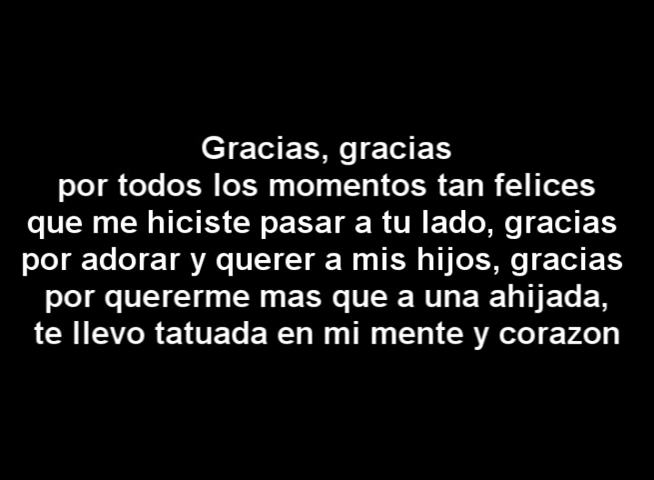 Gracias, gracias
por todos los momentos tan felices
que me hiciste pasar a tu lado, gracias
por adorar y querer a mis hijos, gracias
por quererme mas que a una ahijada,
te llevo tatuada en mi mente y corazon